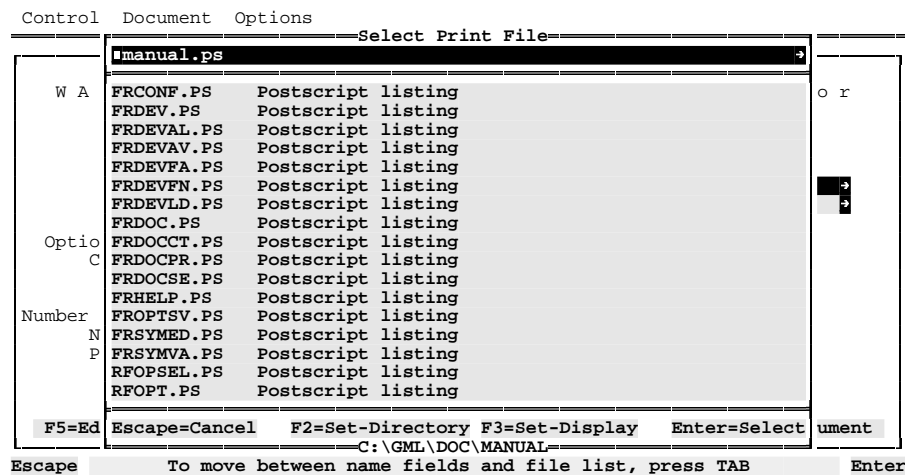 Control Document Options
Select Print File
manual.ps
W A FRCONF.PS Postscript listing o r
FRDEV.PS Postscript listing
FRDEVAL.PS Postscript listing
FRDEVAV.PS Postscript listing
FRDEVFA.PS Postscript listing
FRDEVFN.PS Postscript listing
FRDEVLD.PS Postscript listing
FRDOC.PS Postscript listing
Optio FRDOCCT.PS Postscript listing
C FRDOCPR.PS Postscript listing
FRDOCSE.PS Postscript listing
FRHELP.PS Postscript listing
Number FROPTSV.PS Postscript listing
N FRSYMED.PS Postscript listing
P FRSYMVA.PS Postscript listing
RFOPSEL.PS Postscript listing
RFOPT.PS Postscript listing
F5=Ed Escape=Cancel F2=Set-Directory F3=Set-Display Enter=Select ument
C:\GML\DOC\MANUAL
Escape To move between name fields and file list, press TAB Enter